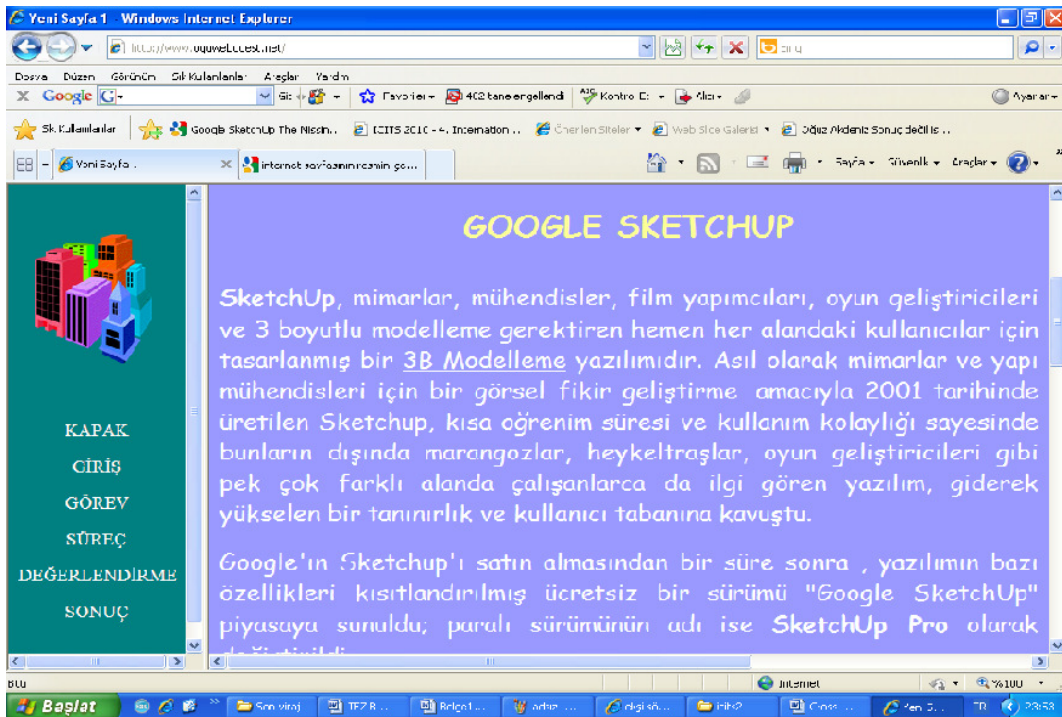 Yeni Sayfa 1 - Windows Internet Explorer
Dosya Düzen Görünüm Sık Kullanılanlar Araçlar Yardım
Google
Sık Kullanılanlar Google SketchUp The Missin... ICITS 2010 - 4. Internation ... Önerilen Siteler Web Slice Galerisi
Yeni Sayfa Sayfa Güvenlik Araçlar
GOOGLE SKETCHUP
SketchUp, mimarlar, mühendisler, film yapımcıları, oyun geliştiricileri
ve 3 boyutlu modelleme gerektiren hemen her alandaki kullanıcılar için
tasarlanmış bir 3B Modelleme yazılımıdır. Asıl olarak mimarlar ve yapı
mühendisleri için bir görsel fikir geliştirme amacıyla 2001 tarihinde
üretilen Sketchup, kısa öğrenim süresi ve kullanım kolaylığı sayesinde
bunların dışında marangozlar, heykeltraşlar, oyun geliştiricileri gibi
pek çok farklı alanda çalışanlarca da ilgi gören yazılım, giderek
yükselen bir tanınırlık ve kullanıcı tabanına kavuştu.
Google'ın Sketchup'ı satın almasından bir süre sonra , yazılımın bazı
özellikleri kısıtlandırılmış ücretsiz bir sürümü "Google SketchUp"
piyasaya sunuldu; paralı sürümünün adı ise SketchUp Pro olarak
KAPAK
GİRİŞ
GÖREV
SÜREÇ
DEĞERLENDİRME
SONUÇ
Internet %100
Başlat TR 23:53